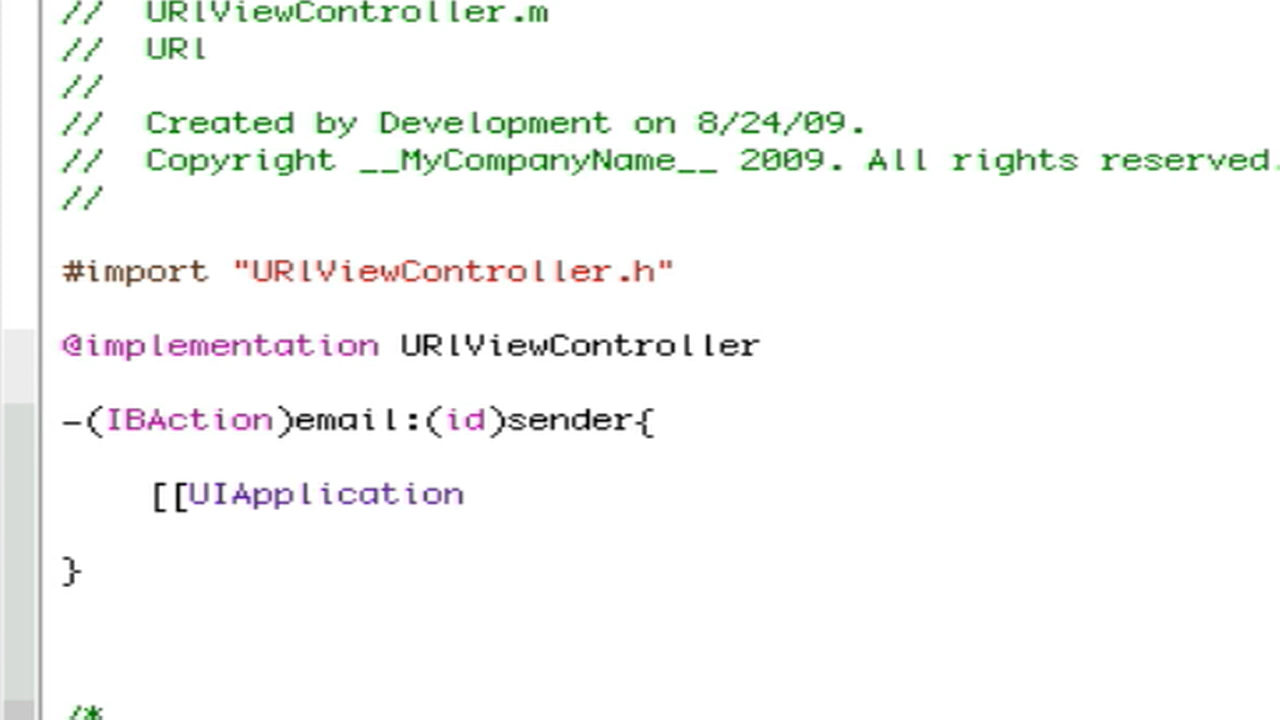 //  URlViewController.m
//  URl
//
//  Created by Development on 8/24/09.
//  Copyright __MyCompanyName__ 2009. All rights reserved.
//
#import "URlViewController.h"
@implementation URlViewController
-(IBAction)email:(id)sender{
[[UIApplication
}
/*